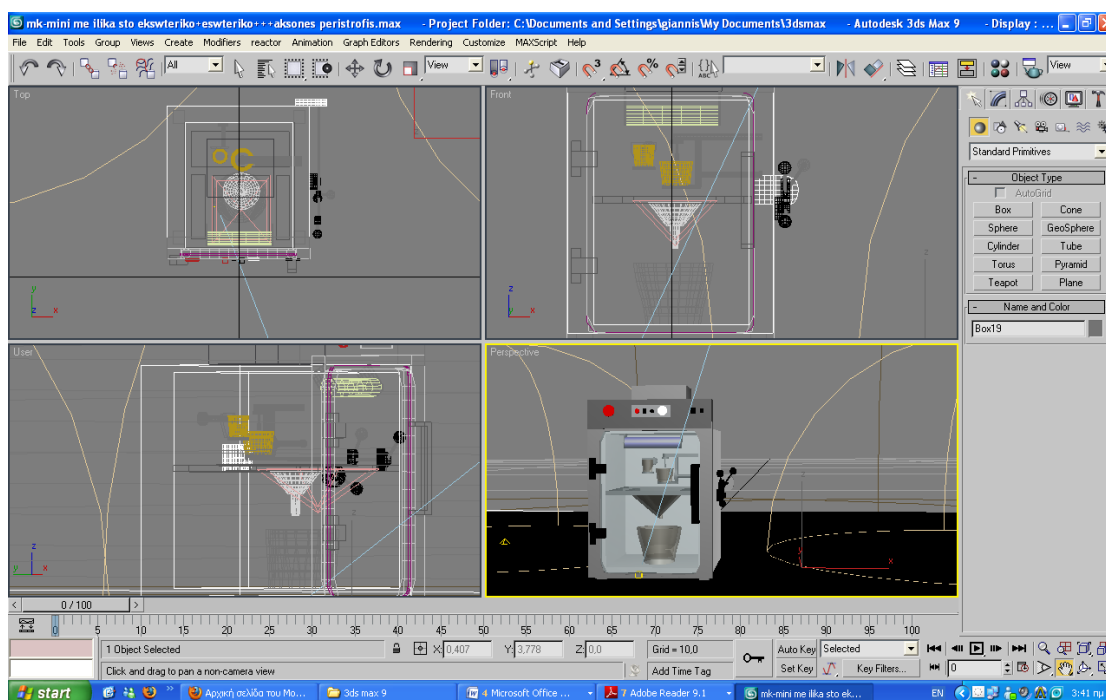 mk-mini me ilika sto ekswteriko+eswteriko+++aksones peristrofis.max - Project Folder: C:\Documents and Settings\giannis\My Documents\3dsmax - Autodesk 3ds Max 9 - Display : ...
File Edit Tools Group Views Create Modifiers reactor Animation Graph Editors Rendering Customize MAXScript Help
All View View
Top Front
Standard Primitives
- Object Type
AutoGrid
Box Cone
Sphere GeoSphere
Cylinder Tube
Torus Pyramid
Teapot Plane
- Name and Color
Box19
y
z x
z
y x
User Perspective
z
y x
x
< 0 / 100 >
0 5 10 15 20 25 30 35 40 45 50 55 60 65 70 75 80 85 90 95 100
1 Object Selected X: 0,407 Y: 3,778 Z: 0,0 Grid = 10,0 Auto Key Selected
Click and drag to pan a non-camera view Add Time Tag Set Key Key Filters... 0
start Αρχική σελίδα του Mo... 3ds max 9 4 Microsoft Office ... 7 Adobe Reader 9.1 mk-mini me ilika sto ek... EN 3:41 μμ